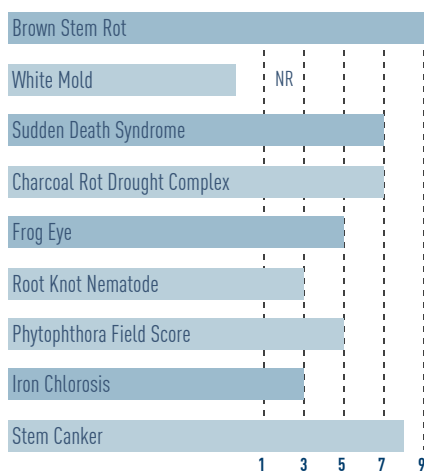 Brown Stem Rot
White Mold NR
Sudden Death Syndrome
Charcoal Rot Drought Complex
Frog Eye
Root Knot Nematode
Phytophthora Field Score
Iron Chlorosis
Stem Canker
1 3 5 7 9